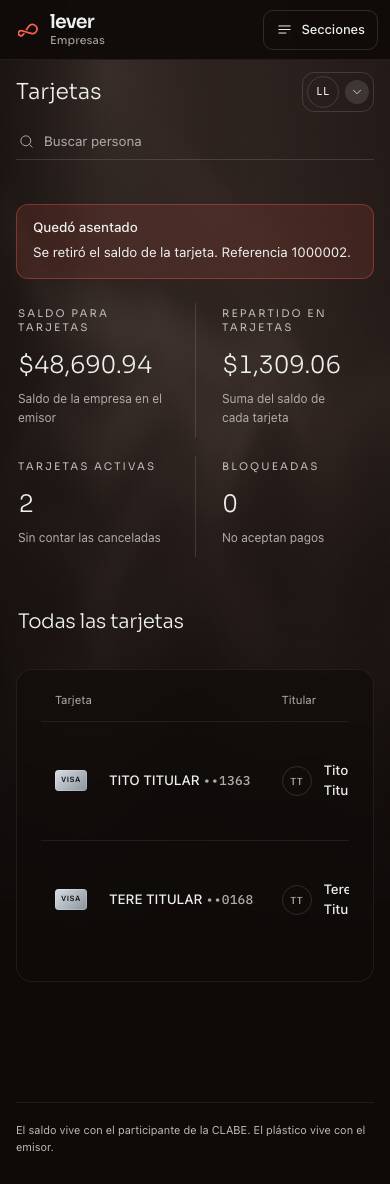 lever
Empresas
Secciones
Tarjetas
LL
Buscar persona
Quedó asentado
Se retiró el saldo de la tarjeta. Referencia 1000002.
SALDO PARA
TARJETAS
$48,690.94
Saldo de la empresa en el
emisor
REPARTIDO EN
TARJETAS
$1,309.06
Suma del saldo de
cada tarjeta
TARJETAS ACTIVAS
2
Sin contar las canceladas
BLOQUEADAS
0
No aceptan pagos
Todas las tarjetas
Tarjeta
Titular
VISA
TITO TITULAR ••1363
TT
Tito
Titu
VISA
TERE TITULAR ••0168
TT
Tere
Titu
El saldo vive con el participante de la CLABE. El plástico vive con el
emisor.